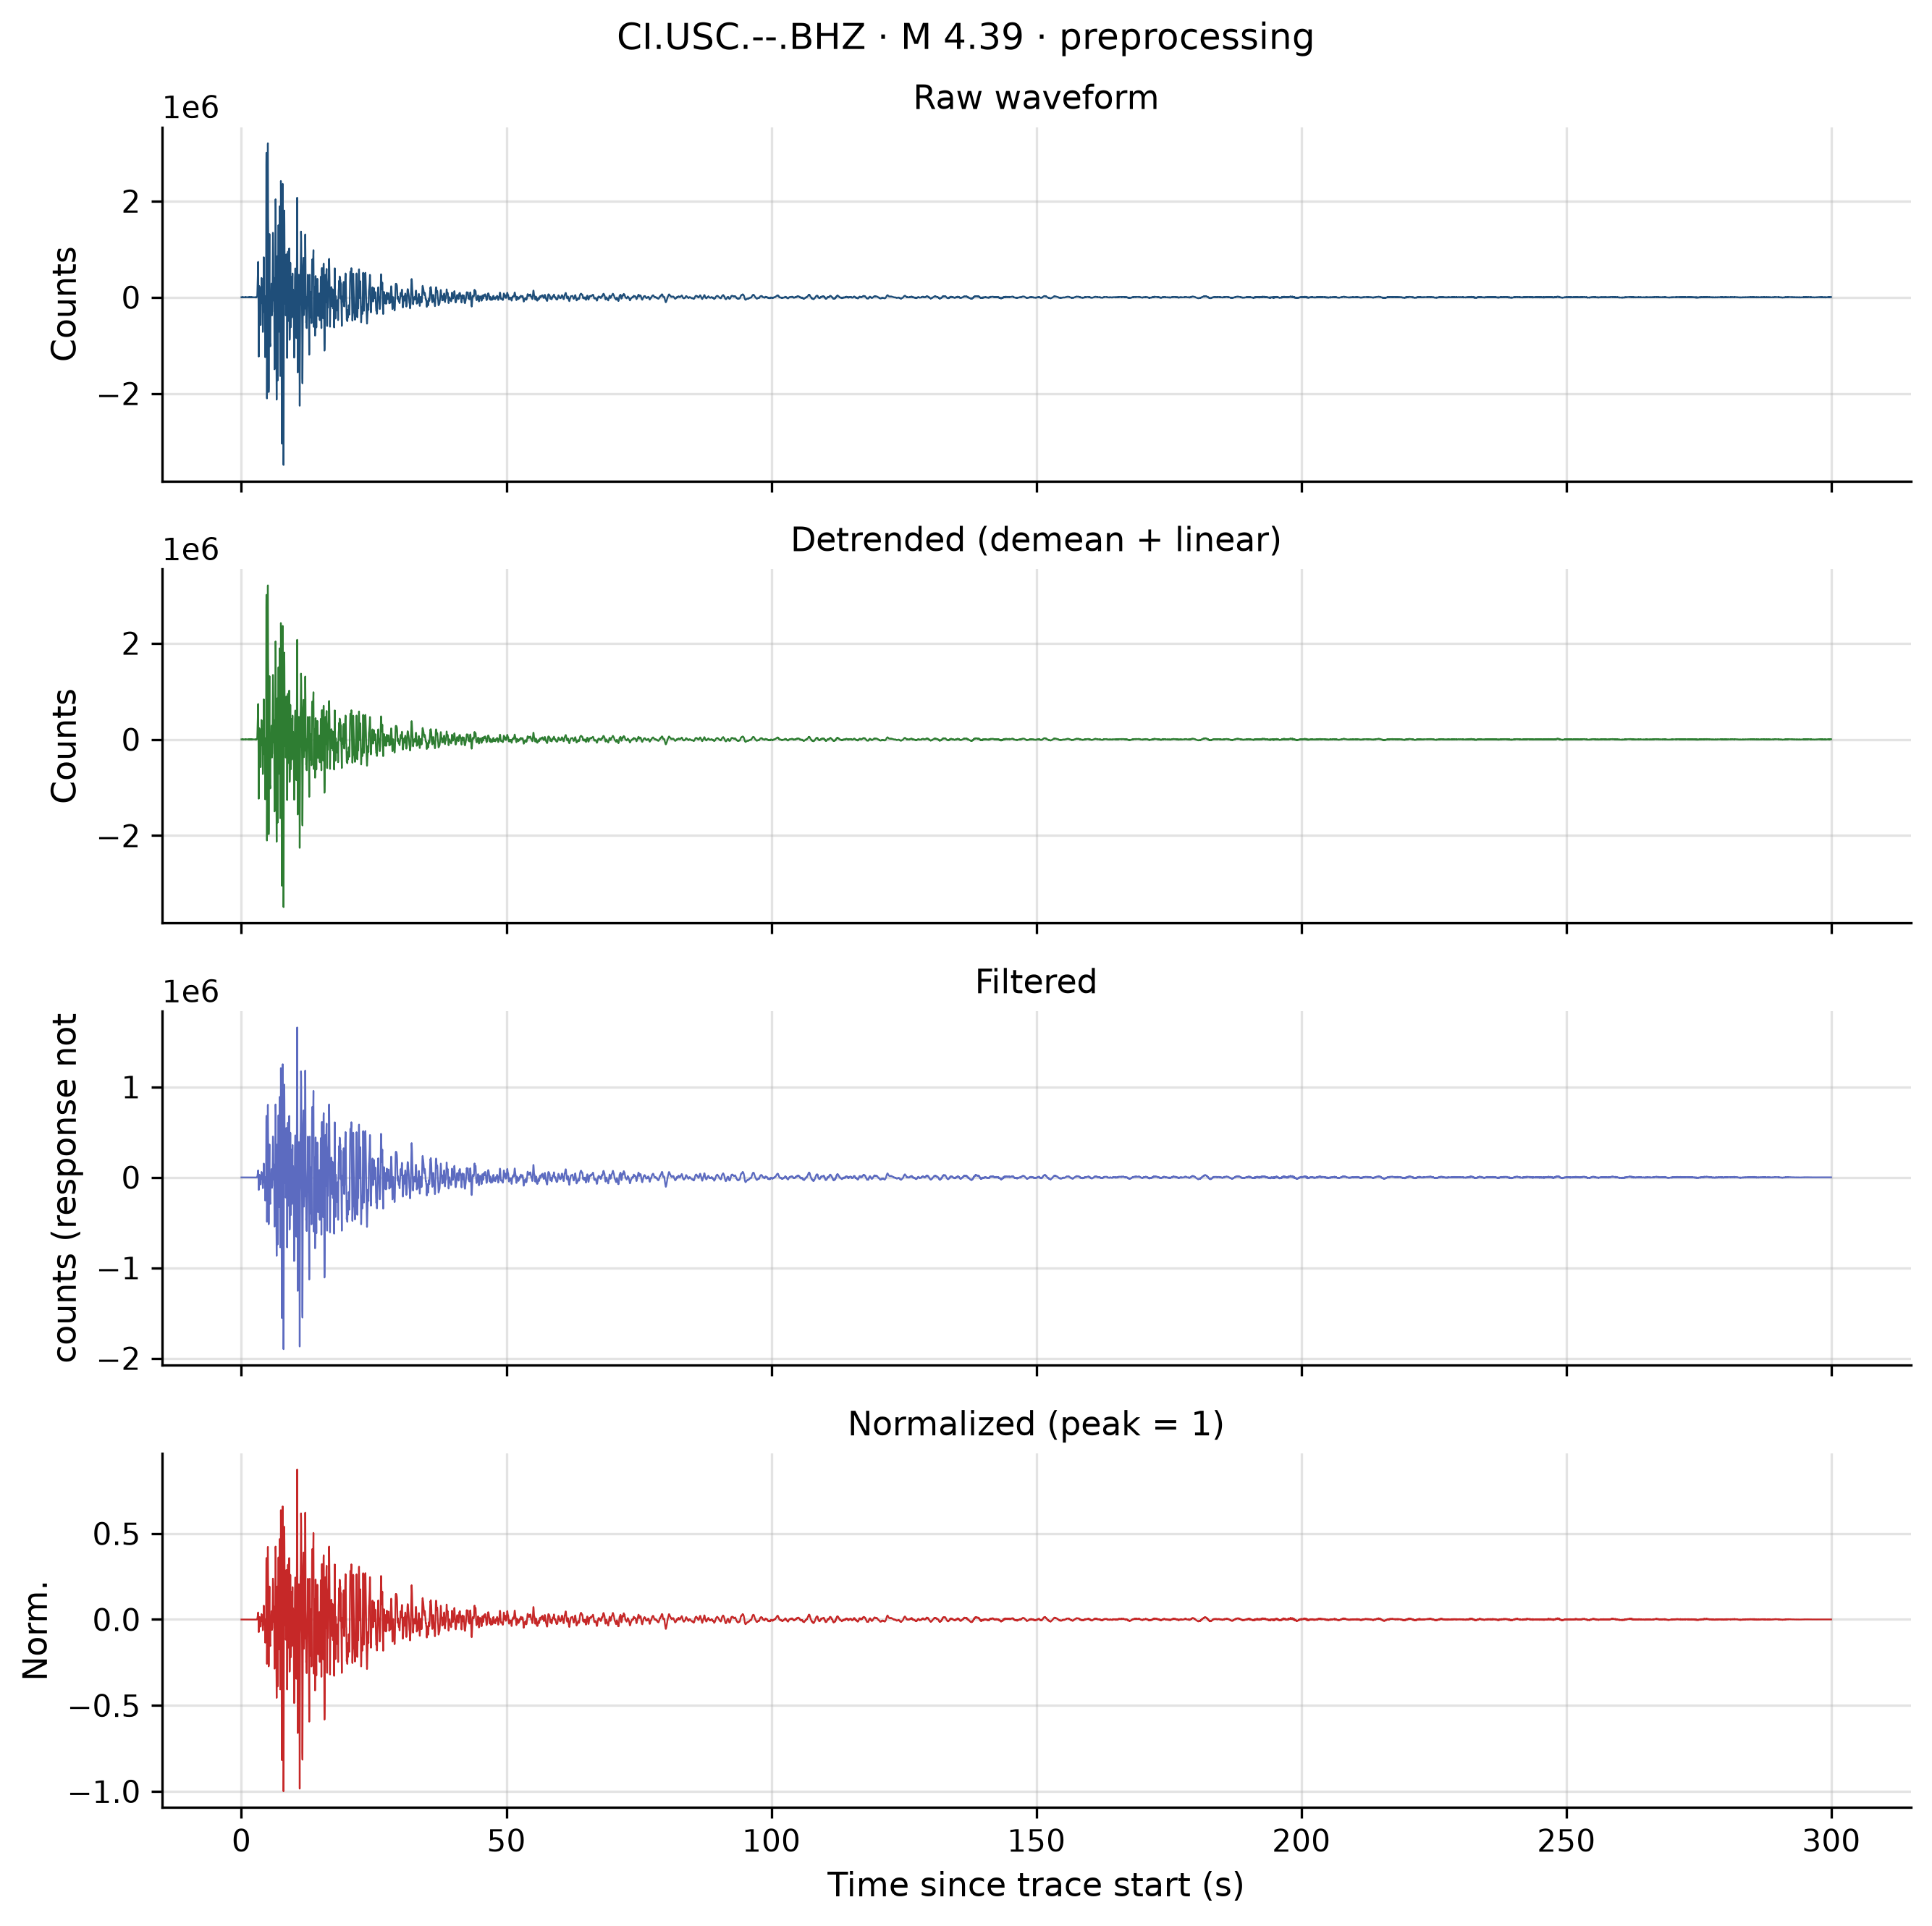 CI.USC.--.BHZ · M 4.39 · preprocessing
Raw waveform
1e6
Counts
2
0
−2
Detrended (demean + linear)
1e6
Counts
2
0
−2
Filtered
1e6
counts (response not
1
0
−1
−2
Normalized (peak = 1)
Norm.
0.5
0.0
−0.5
−1.0
0 50 100 150 200 250 300
Time since trace start (s)